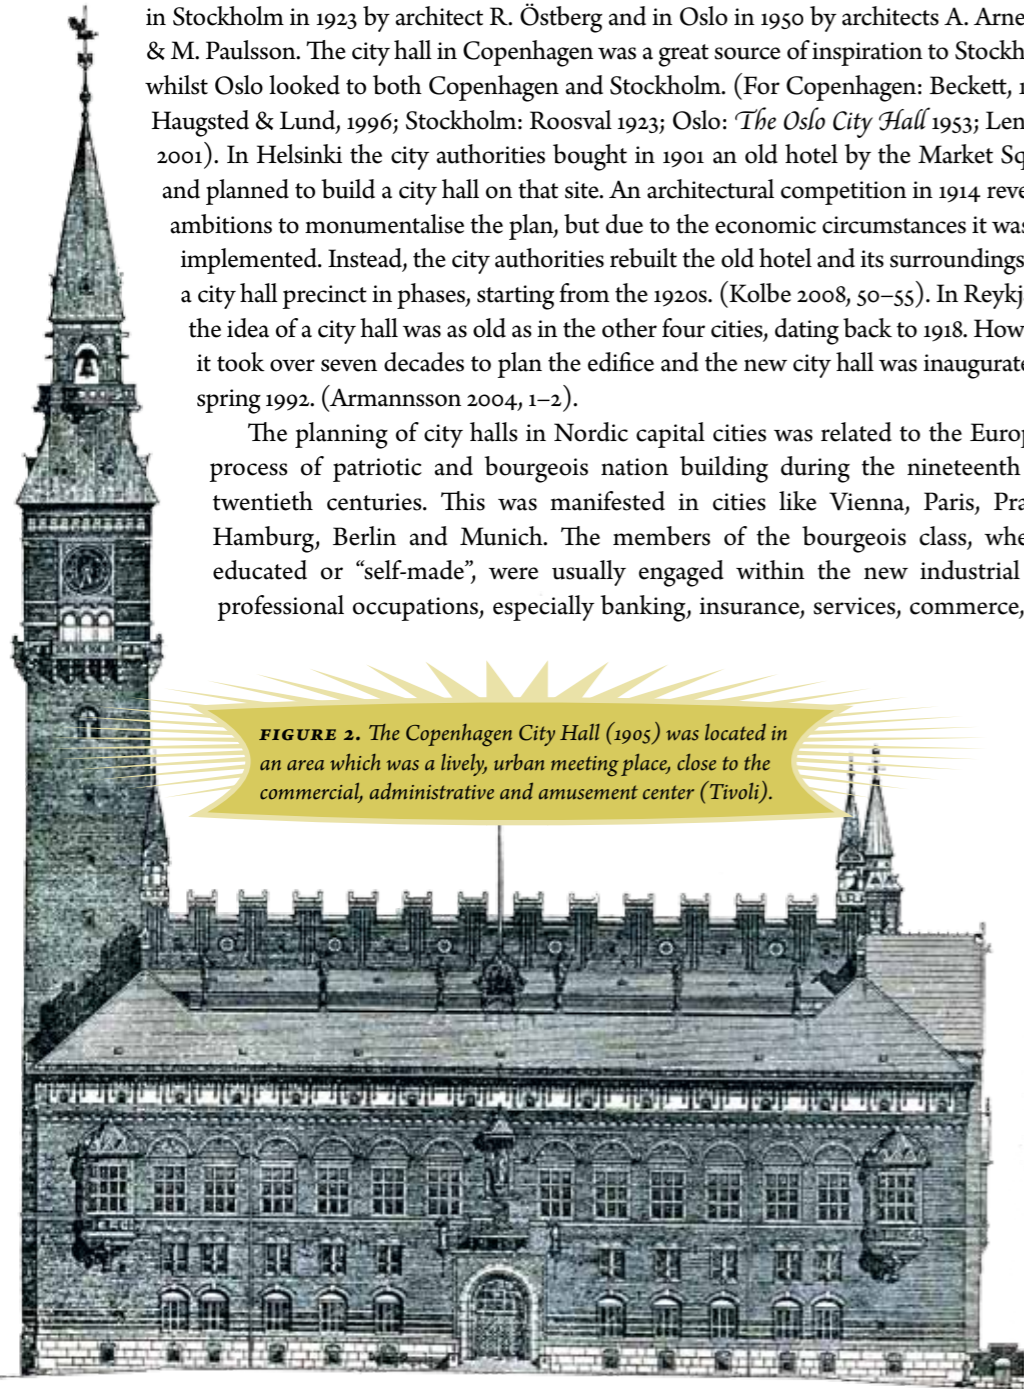 in Stockholm in 1923 by architect R. Östberg and in Oslo in 1950 by architects A. Arne
& M. Paulsson. The city hall in Copenhagen was a great source of inspiration to Stockh
whilst Oslo looked to both Copenhagen and Stockholm. (For Copenhagen: Beckett, 1
Haugsted & Lund, 1996; Stockholm: Roosval 1923; Oslo: The Oslo City Hall 1953; Len
2001). In Helsinki the city authorities bought in 1901 an old hotel by the Market Sq
and planned to build a city hall on that site. An architectural competition in 1914 reve
ambitions to monumentalise the plan, but due to the economic circumstances it was
implemented. Instead, the city authorities rebuilt the old hotel and its surroundings
a city hall precinct in phases, starting from the 1920s. (Kolbe 2008, 50–55). In Reykj
the idea of a city hall was as old as in the other four cities, dating back to 1918. How
it took over seven decades to plan the edifice and the new city hall was inaugurate
spring 1992. (Armannsson 2004, 1–2).
The planning of city halls in Nordic capital cities was related to the Europ
process of patriotic and bourgeois nation building during the nineteenth
twentieth centuries. This was manifested in cities like Vienna, Paris, Pra
Hamburg, Berlin and Munich. The members of the bourgeois class, whe
educated or “self-made”, were usually engaged within the new industrial
professional occupations, especially banking, insurance, services, commerce,
FIGURE 2. The Copenhagen City Hall (1905) was located in
an area which was a lively, urban meeting place, close to the
commercial, administrative and amusement center (Tivoli).